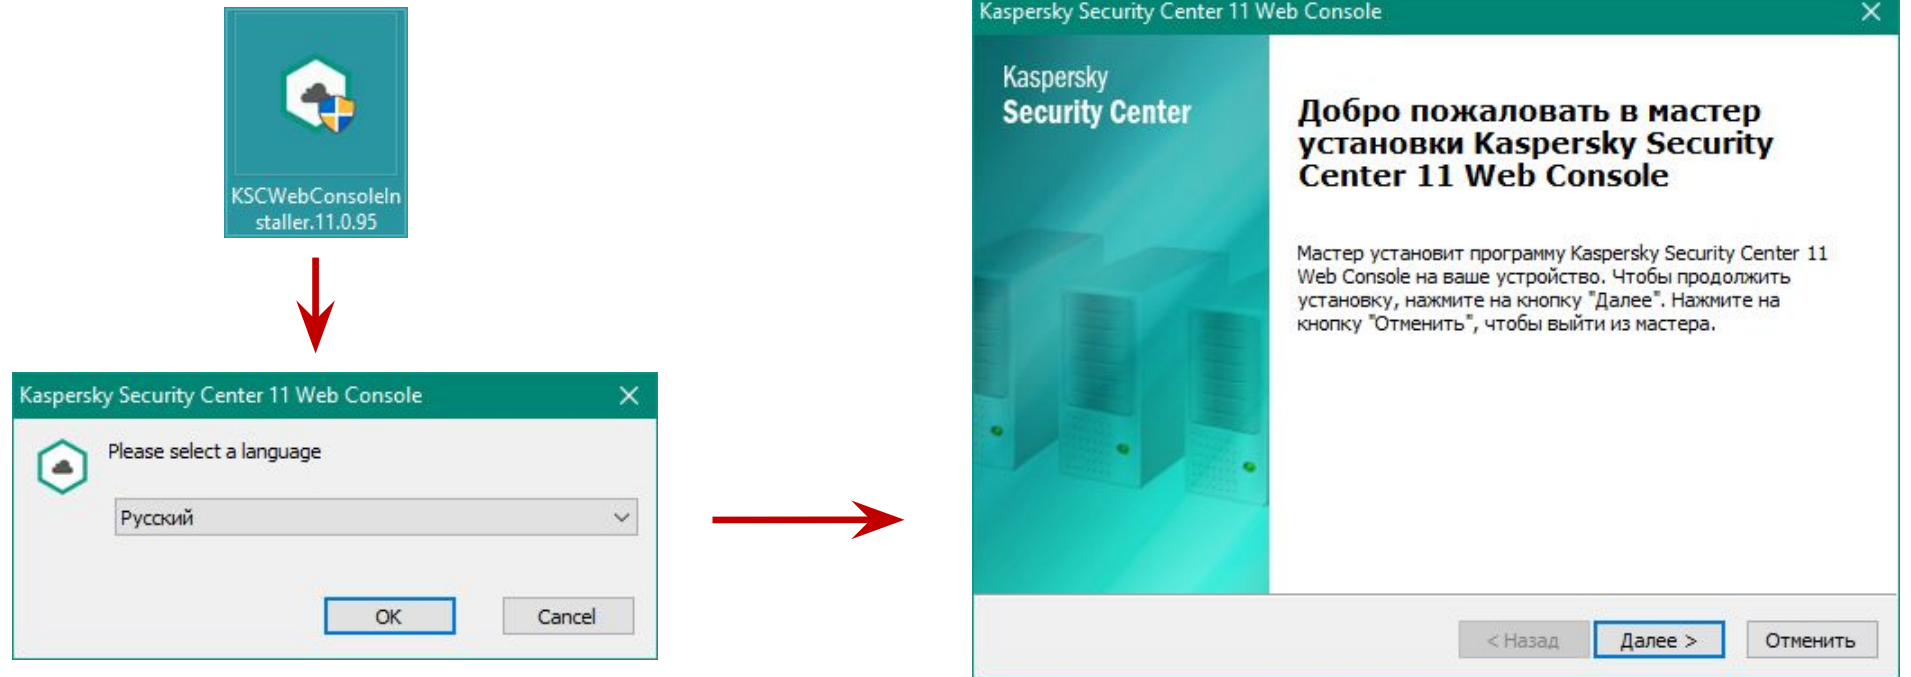 KSCWebConsoleIn
staller.11.0.95
Kaspersky Security Center 11 Web Console
Please select a language
Русский
OK
Cancel
Kaspersky Security Center 11 Web Console
Kaspersky
Security Center
Добро пожаловать в мастер
установки Kaspersky Security
Center 11 Web Console
Мастер установит программу Kaspersky Security Center 11
Web Console на ваше устройство. Чтобы продолжить
установку, нажмите на кнопку "Далее". Нажмите на
кнопку "Отменить", чтобы выйти из мастера.
< Назад
Далее >
Отменить